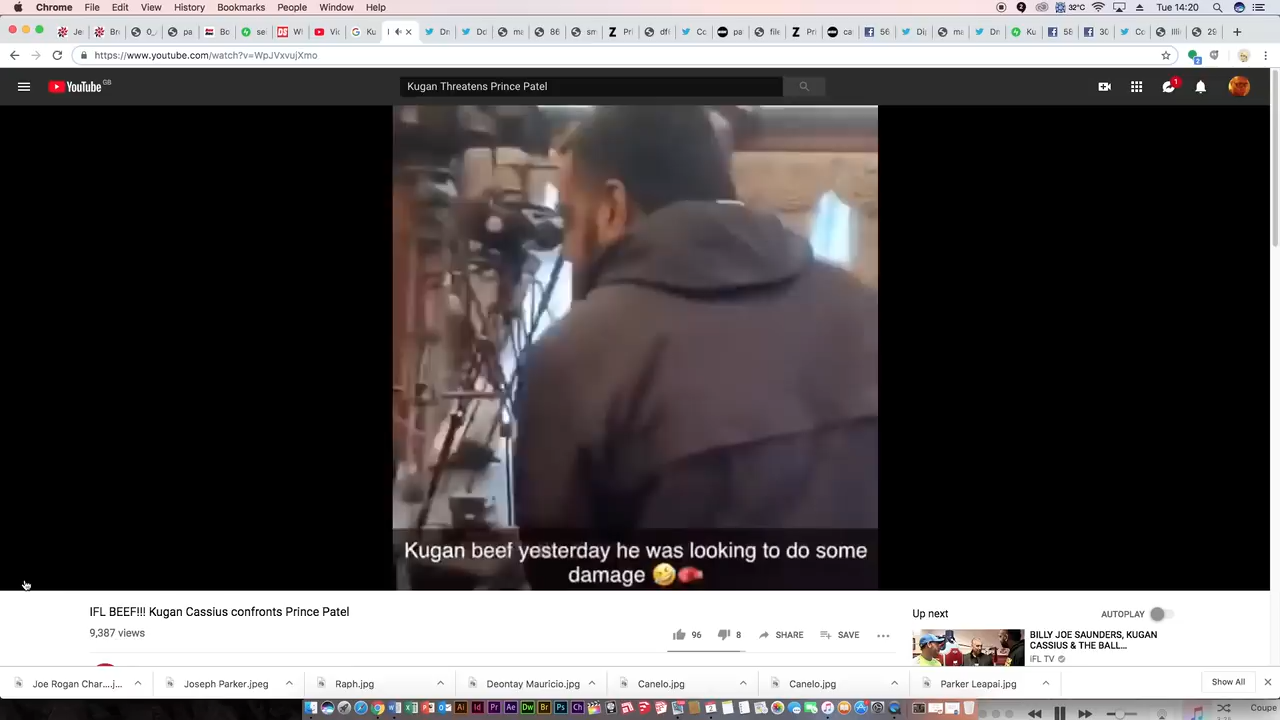 Chrome File Edit View History Bookmarks People Window Help
2 32°C Tue 14:20
https://www.youtube.com/watch?v=WpJVxvujXmo
YouTube GB
Kugan Threatens Prince Patel
1
Kugan beef yesterday he was looking to do some
damage
IFL BEEF!!! Kugan Cassius confronts Prince Patel
9,387 views
96 8 SHARE SAVE
Up next AUTOPLAY
BILLY JOE SAUNDERS, KUGAN
CASSIUS & THE BALL...
IFL TV
Joe Rogan Char....j... Joseph Parker.jpeg Raph.jpg Deontay Mauricio.jpg Canelo.jpg Canelo.jpg Parker Leapai.jpg Show All
Coupe